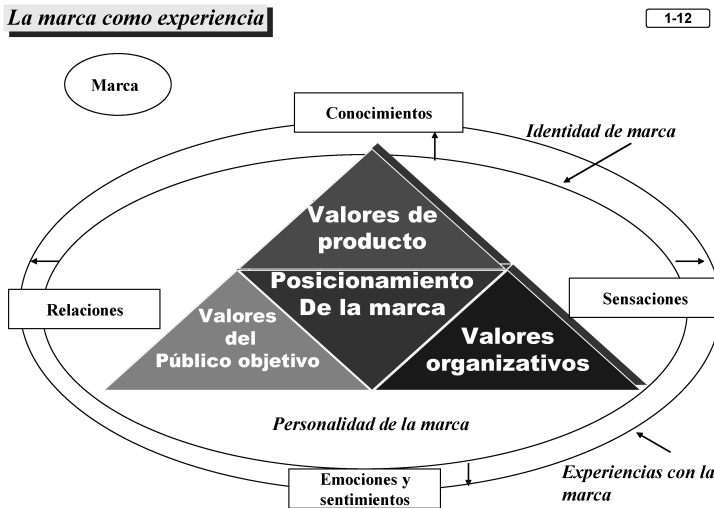 La marca como experiencia
1-12
Marca
Conocimientos
Identidad de marca
Valores de
producto
Posicionamiento
De la marca
Relaciones
Sensaciones
Valores
del
Público objetivo
Valores
organizativos
Personalidad de la marca
Emociones y
sentimientos
Experiencias con la
marca